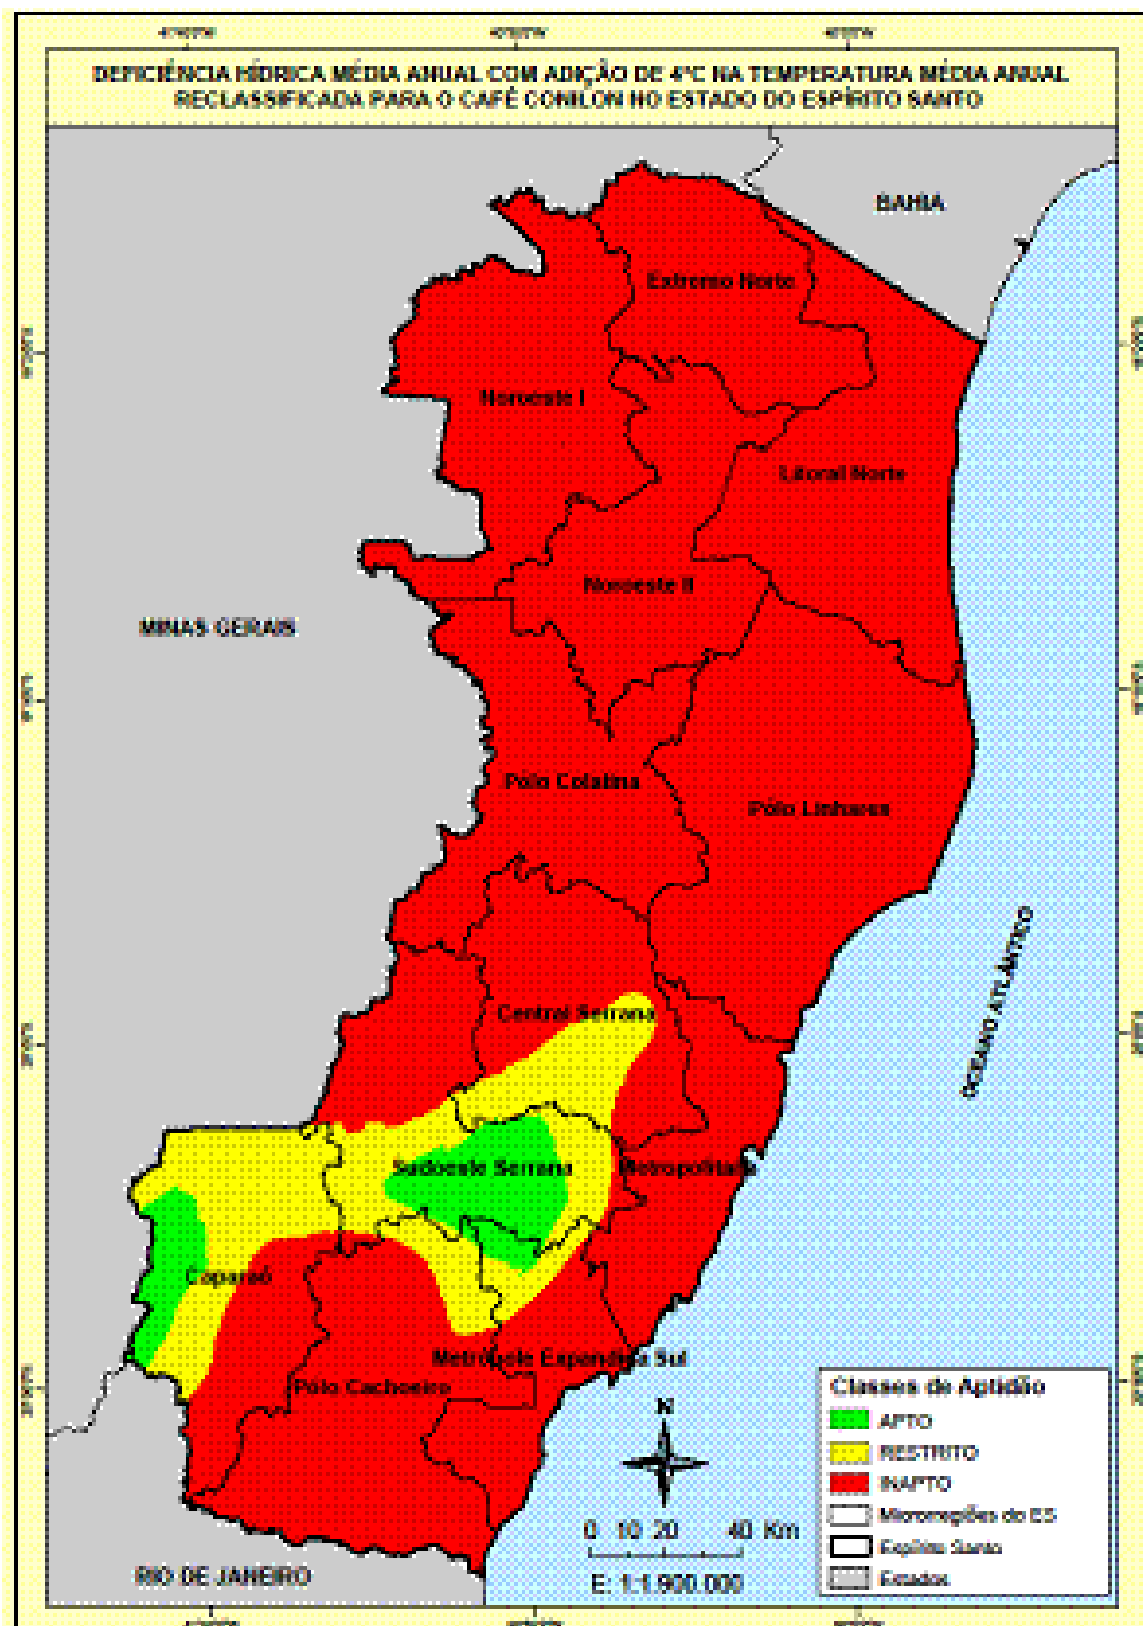 DEFICIÊNCIA HÍDRICA MÉDIA ANUAL COM ADIÇÃO DE 4°C NA TEMPERATURA MÉDIA ANUAL
RECLASSIFICADA PARA O CAFÉ CONILON NO ESTADO DO ESPÍRITO SANTO
BAHIA
Extremo Norte
Noroeste I
Litoral Norte
Noroeste II
MINAS GERAIS
Pólo Colatina
Pólo Linhares
OCEANO ATLÂNTICO
Central Serrana
Sudoeste Serrana
Metropolitana
Caparaó
Metrópole Expandida Sul
Pólo Cachoeiro
N
0 10 20 40 Km
E: 1:1.900.000
RIO DE JANEIRO
Classes de Aptidão
APTO
RESTRITO
INAPTO
Microrregiões do ES
Espírito Santo
Estados